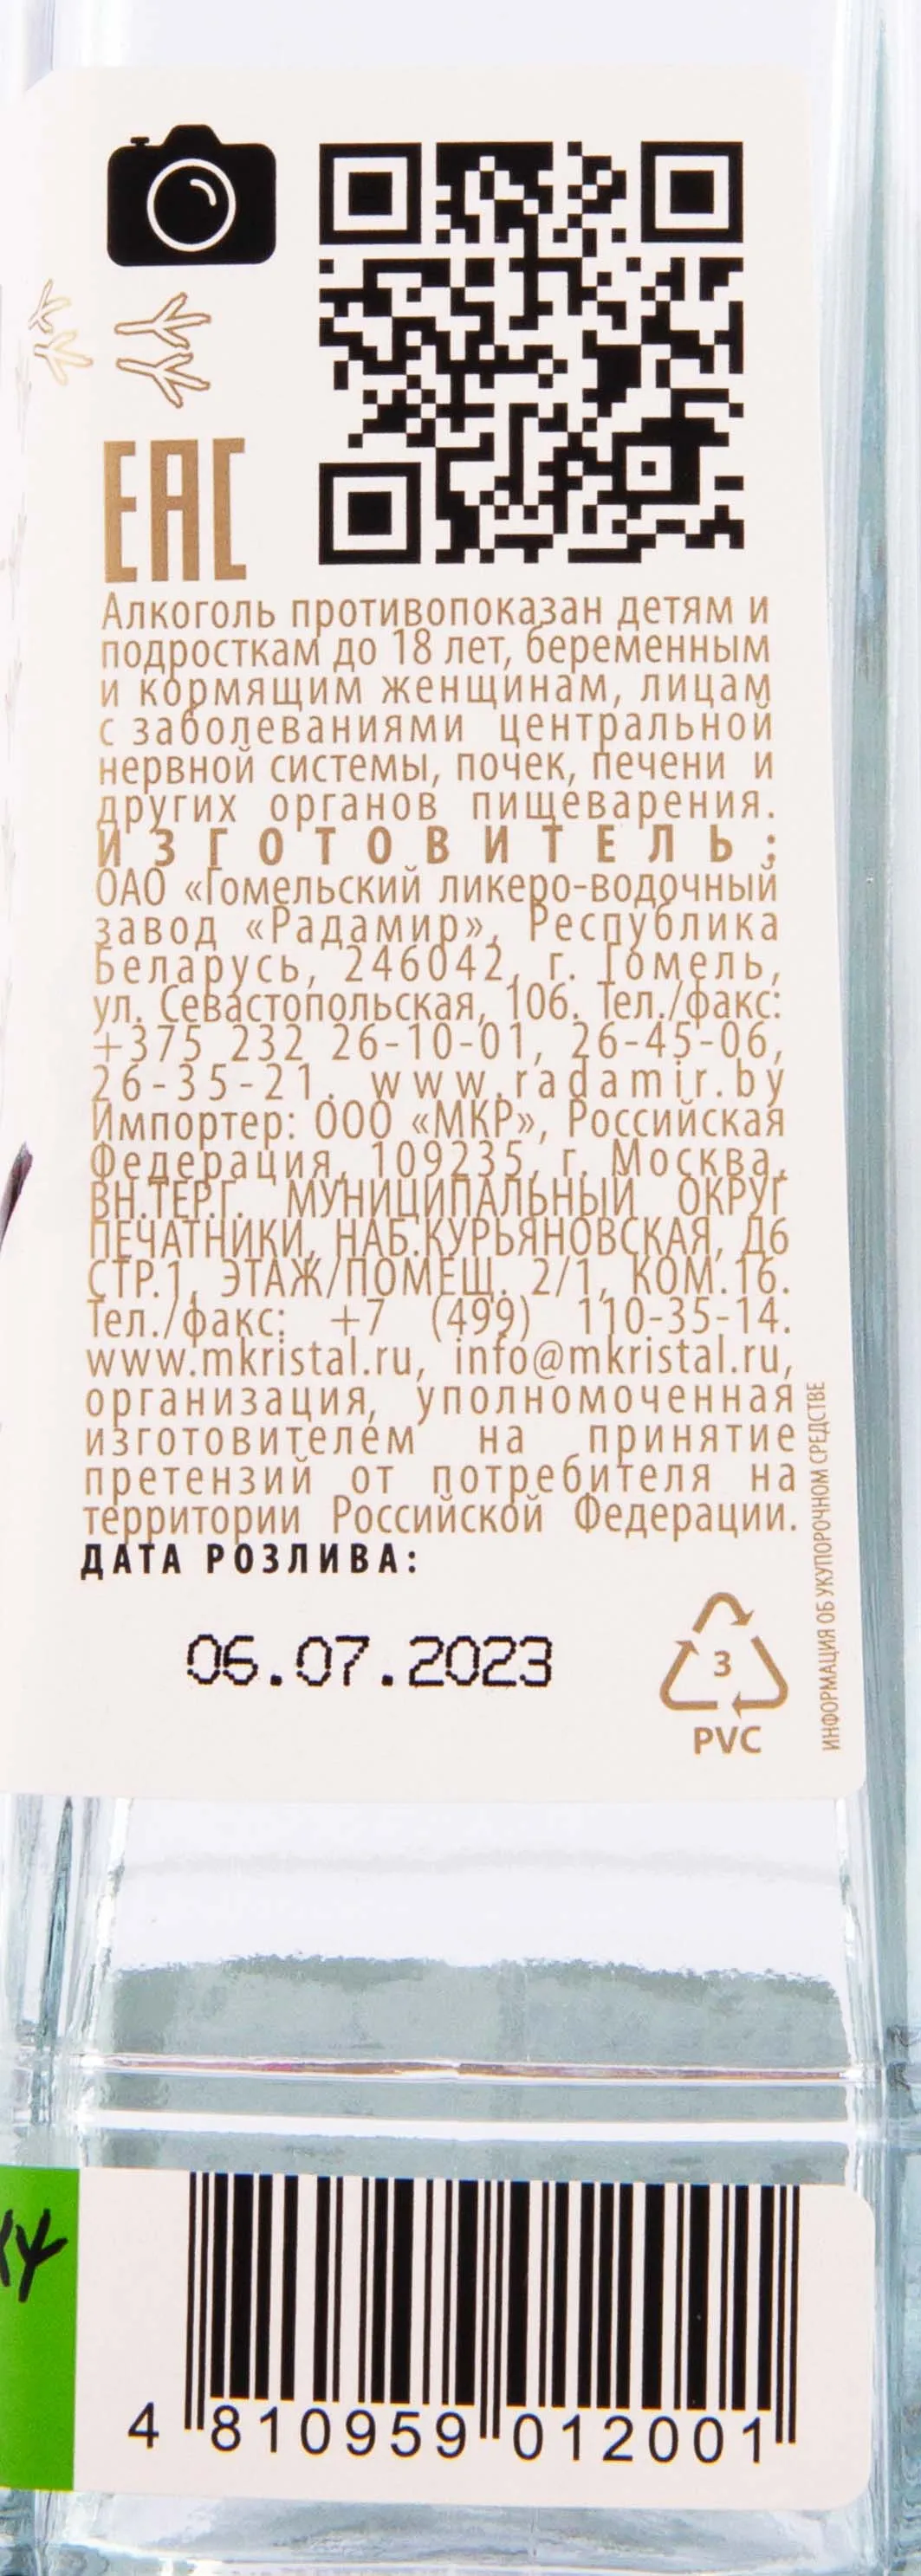 ЕАС
Алкоголь противопоказан детям и
подросткам до 18 лет, беременным
и кормящим женщинам, лицам
с заболеваниями центральной
нервной системы, почек, печени и
других органов пищеварения.
ИЗГОТОВИТЕЛЬ:
ОАО «Гомельский ликеро-водочный
завод «Радамир», Республика
Беларусь, 246042, г. Гомель,
ул. Севастопольская, 106. Тел./факс:
+375 232 26-10-01, 26-45-06,
26-35-21. www.radamir.by
Импортер: ООО «МКР», Российская
Федерация, 109235, г. Москва,
ВН.ТЕР.Г. МУНИЦИПАЛЬНЫЙ ОКРУГ
ПЕЧАТНИКИ, НАБ.КУРЬЯНОВСКАЯ, Д6
СТР.1, ЭТАЖ/ПОМЕЩ. 2/1, КОМ.16.
Тел./факс: +7 (499) 110-35-14.
www.mkristal.ru, info@mkristal.ru,
организация, уполномоченная
изготовителем на принятие
претензий от потребителя на
территории Российской Федерации.
ДАТА РОЗЛИВА:
06.07.2023
3
PVC
ИНФОРМАЦИЯ ОБ УКУПОРОЧНОМ СРЕДСТВЕ
4 810959 012001